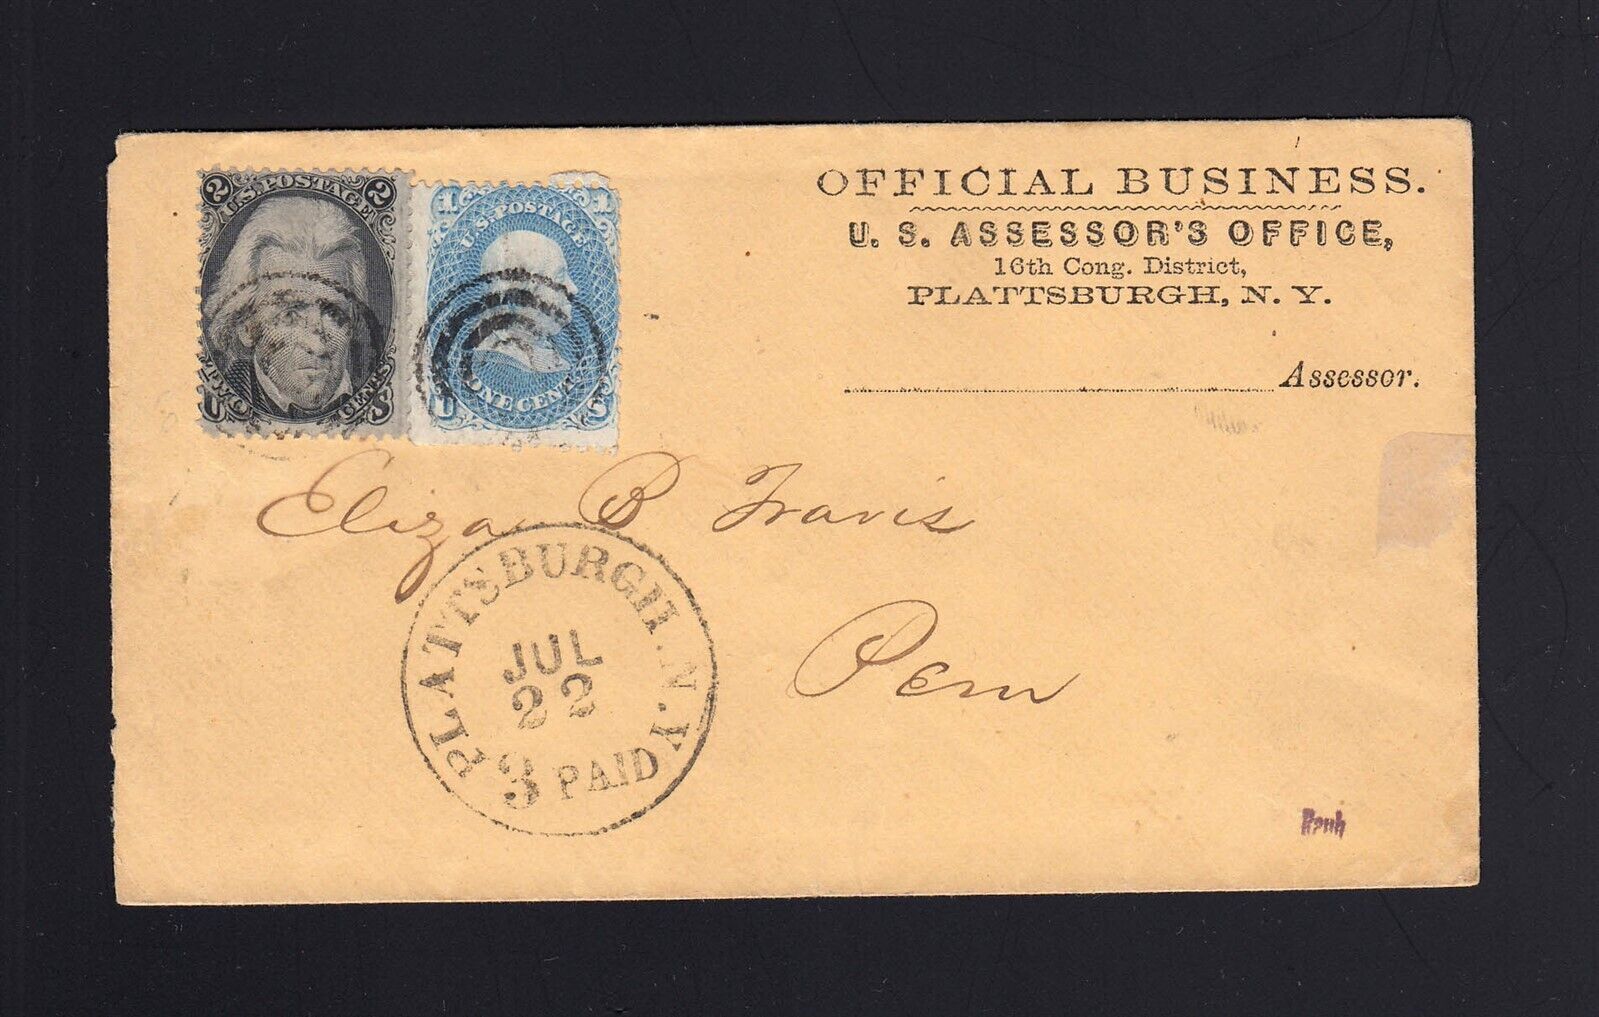 2 U.S. POSTAGE 2
TWO CENTS
U S
1 U.S. POSTAGE 1
ONE CENT
U S
OFFICIAL BUSINESS.
U. S. ASSESSOR'S OFFICE,
16th Cong. District,
PLATTSBURGH, N. Y.
Assessor.
Eliza B Travis
Peru
PLATTSBURGH. N.Y.
JUL
22
3 PAID